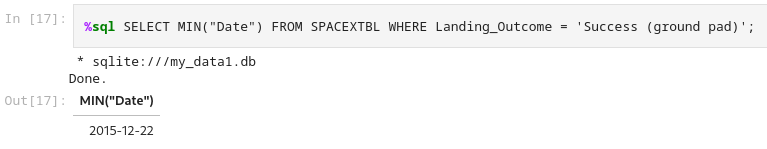 In [17]: %sql SELECT MIN("Date") FROM SPACEXTBL WHERE Landing_Outcome = 'Success (ground pad)';
* sqlite:///my_data1.db
Done.
Out[17]: MIN("Date")
2015-12-22